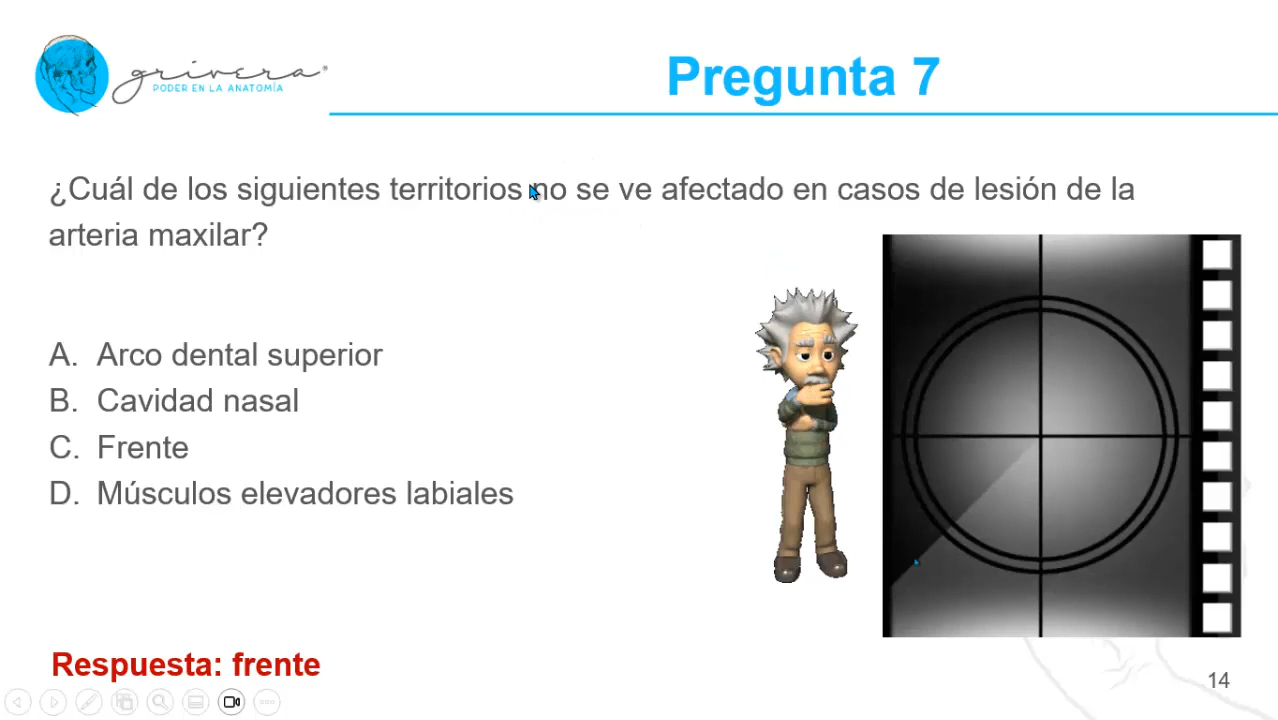 grivera®
PODER EN LA ANATOMÍA
Pregunta 7
¿Cuál de los siguientes territorios no se ve afectado en casos de lesión de la
arteria maxilar?
A. Arco dental superior
B. Cavidad nasal
C. Frente
D. Músculos elevadores labiales
Respuesta: frente
14